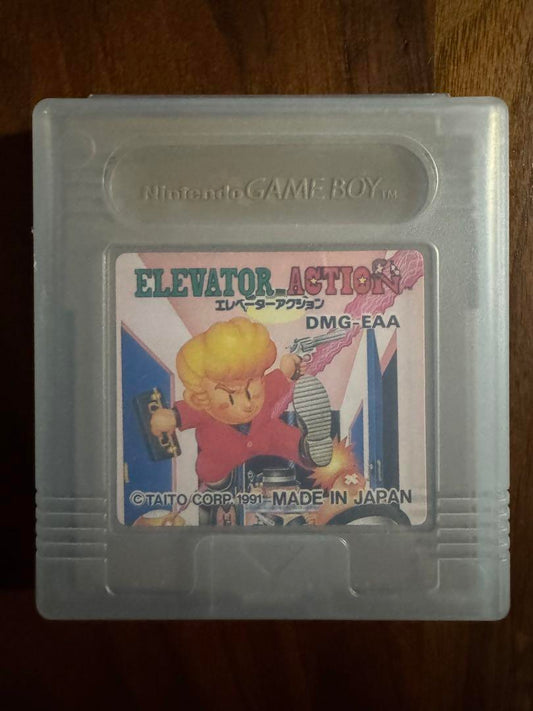 Nintendo GAME BOY TM
ELEVATOR ACTION
エレベーターアクション
DMG-EAA
© TAITO CORP. 1991 MADE IN JAPAN